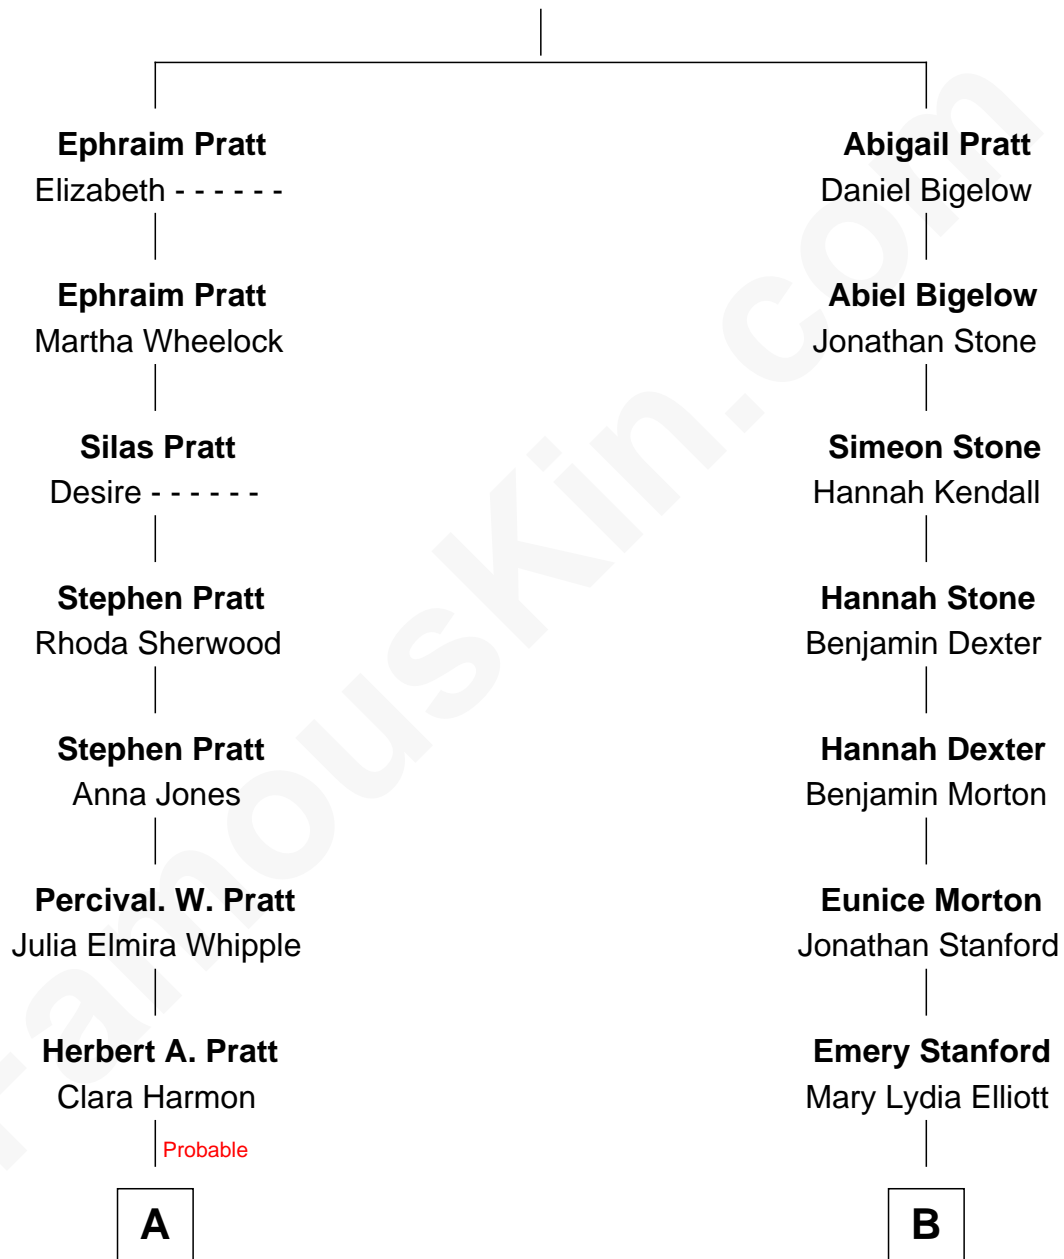 Ephraim Pratt
Elizabeth - - - - - -
Ephraim Pratt
Martha Wheelock
Silas Pratt
Desire - - - - - -
Stephen Pratt
Rhoda Sherwood
Stephen Pratt
Anna Jones
Percival. W. Pratt
Julia Elmira Whipple
Herbert A. Pratt
Clara Harmon
Probable
A
Abigail Pratt
Daniel Bigelow
Abiel Bigelow
Jonathan Stone
Simeon Stone
Hannah Kendall
Hannah Stone
Benjamin Dexter
Hannah Dexter
Benjamin Morton
Eunice Morton
Jonathan Stanford
Emery Stanford
Mary Lydia Elliott
B
FamousKin.com